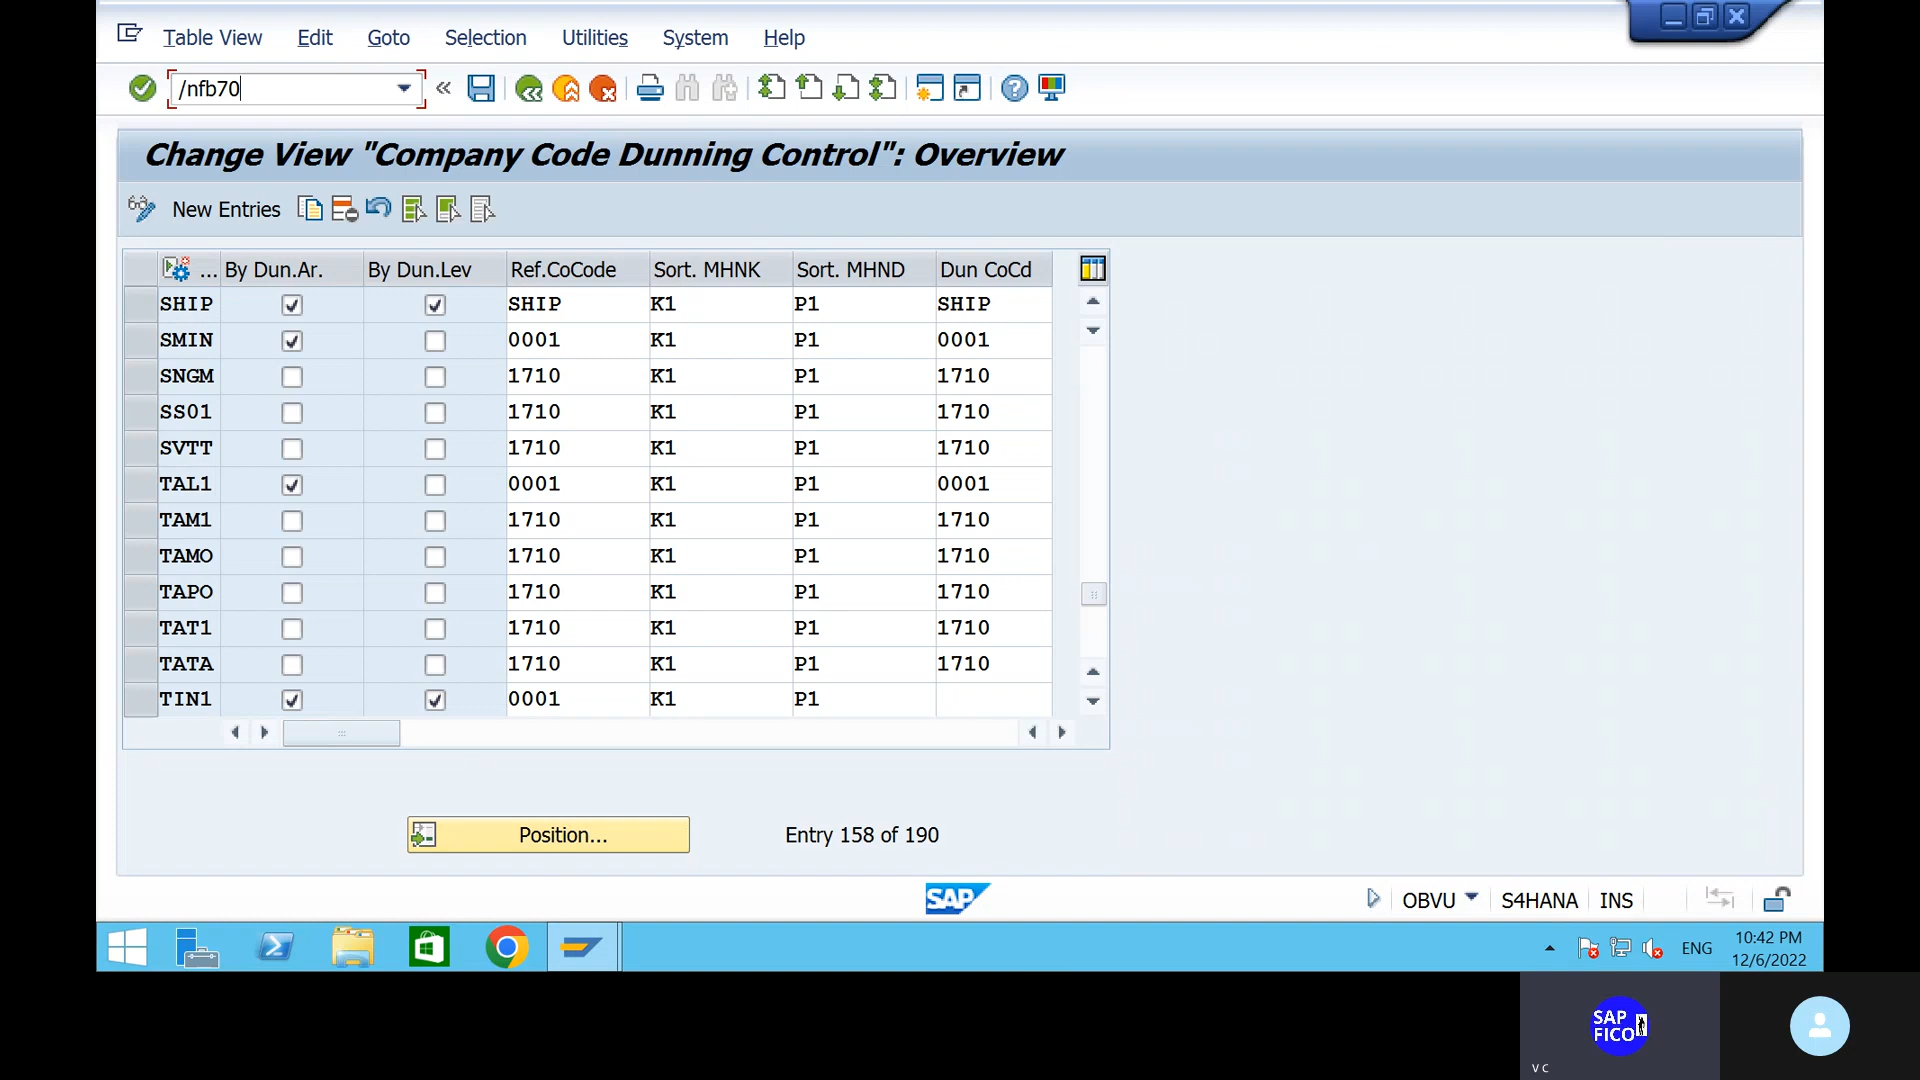 Table View Edit Goto Selection Utilities System Help
/nfb70
Change View "Company Code Dunning Control": Overview
New Entries
... By Dun.Ar. By Dun.Lev Ref.CoCode Sort. MHNK Sort. MHND Dun CoCd
SHIP SHIP K1 P1 SHIP
SMIN 0001 K1 P1 0001
SNGM 1710 K1 P1 1710
SS01 1710 K1 P1 1710
SVTT 1710 K1 P1 1710
TAL1 0001 K1 P1 0001
TAM1 1710 K1 P1 1710
TAMO 1710 K1 P1 1710
TAPO 1710 K1 P1 1710
TAT1 1710 K1 P1 1710
TATA 1710 K1 P1 1710
TIN1 0001 K1 P1
Position... Entry 158 of 190
SAP OBVU S4HANA INS
ENG 10:42 PM
12/6/2022
SAP
FICO
V C